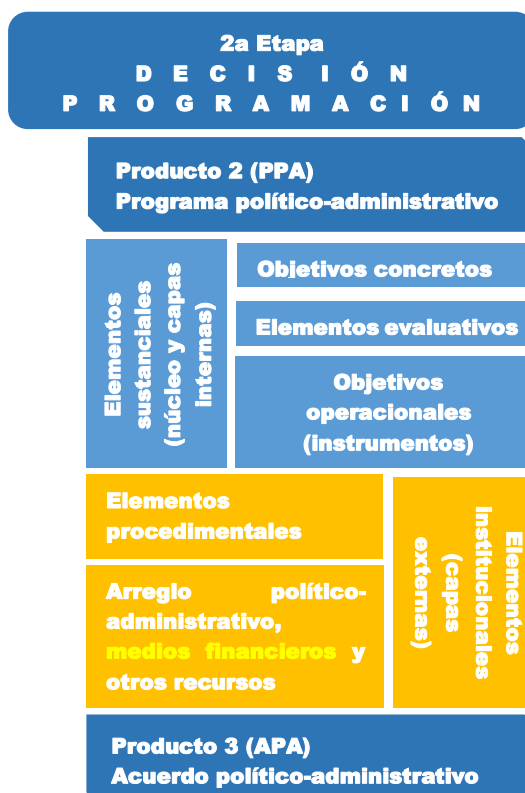 2a Etapa
D E C I S I Ó N
P R O G R A M A C I Ó N
Producto 2 (PPA)
Programa político-administrativo
Elementos
sustanciales
(núcleo y capas
internas)
Objetivos concretos
Elementos evaluativos
Objetivos
operacionales
(instrumentos)
Elementos
procedimentales
Arreglo político-
administrativo,
medios financieros y
otros recursos
Elementos
institucionales
(capas
externas)
Producto 3 (APA)
Acuerdo político-administrativo